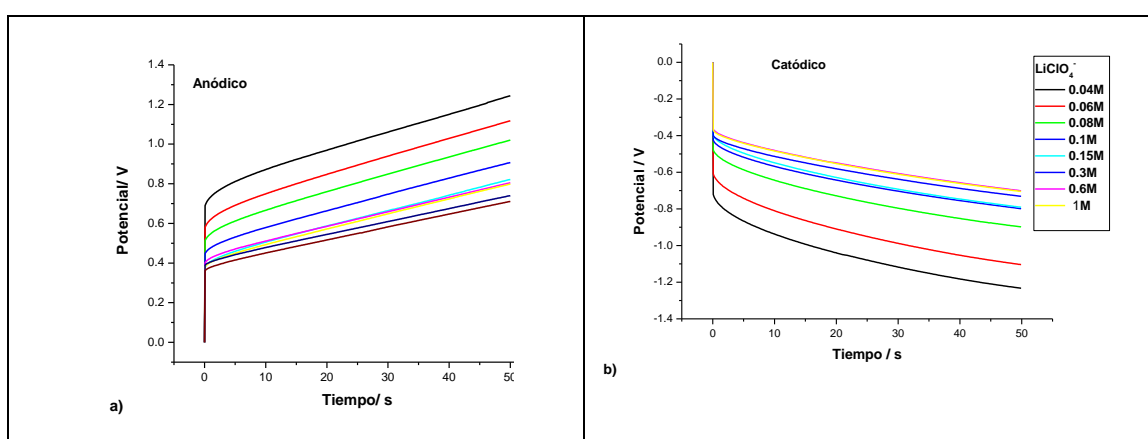 Anódico
Potencial/ V
1.4
1.2
1.0
0.8
0.6
0.4
0.2
0.0
0
10
20
30
40
50
Tiempo/ s
a)
Catódico
Potencial / V
0.0
-0.2
-0.4
-0.6
-0.8
-1.0
-1.2
-1.4
0
10
20
30
40
50
Tiempo / s
b)
LiClO4-
0.04M
0.06M
0.08M
0.1M
0.15M
0.3M
0.6M
1M